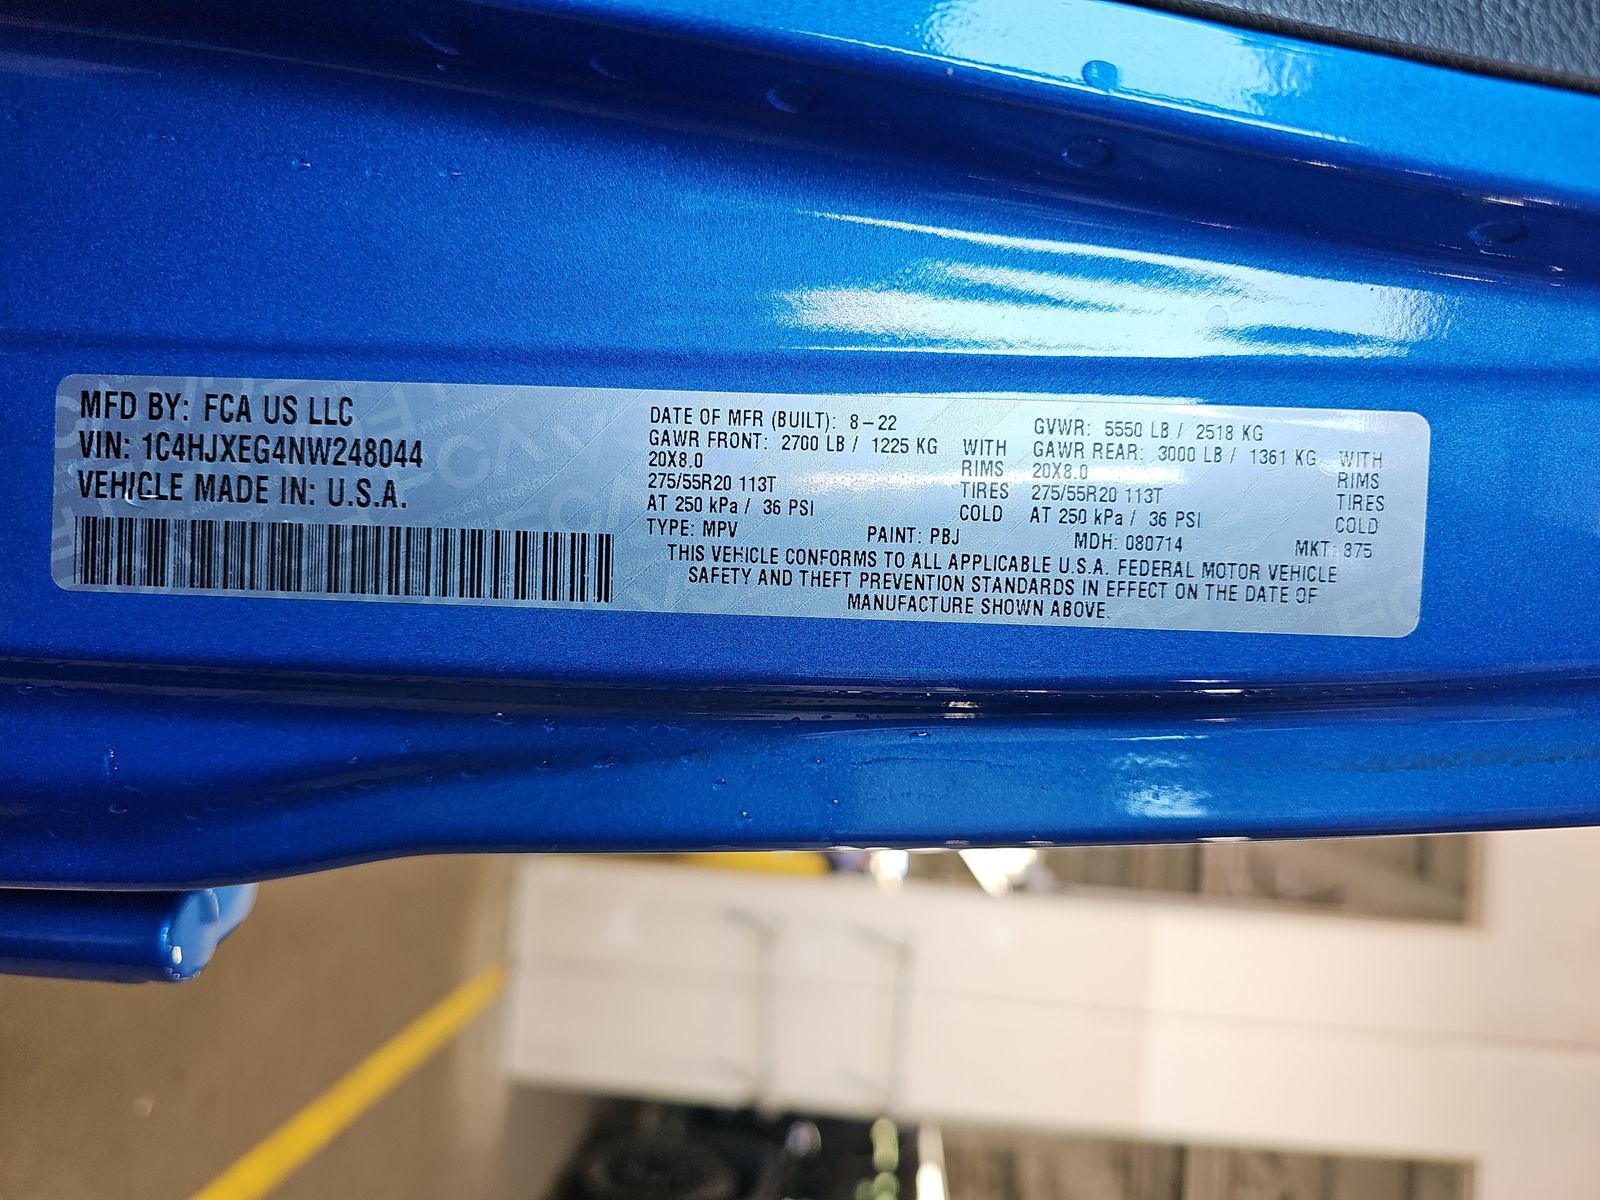 MFD BY: FCA US LLC
VIN: 1C4HJXEG4NW248044
VEHICLE MADE IN: U.S.A.
DATE OF MFR (BUILT): 8-22 GVWR: 5550 LB / 2518 KG
GAWR FRONT: 2700 LB / 1225 KG WITH GAWR REAR: 3000 LB / 1361 KG WITH
20X8.0 RIMS 20X8.0 RIMS
275/55R20 113T TIRES 275/55R20 113T TIRES
AT 250 kPa / 36 PSI COLD AT 250 kPa / 36 PSI COLD
TYPE: MPV PAINT: PBJ MDH: 080714 MKT: 875
THIS VEHICLE CONFORMS TO ALL APPLICABLE U.S.A. FEDERAL MOTOR VEHICLE
SAFETY AND THEFT PREVENTION STANDARDS IN EFFECT ON THE DATE OF
MANUFACTURE SHOWN ABOVE.